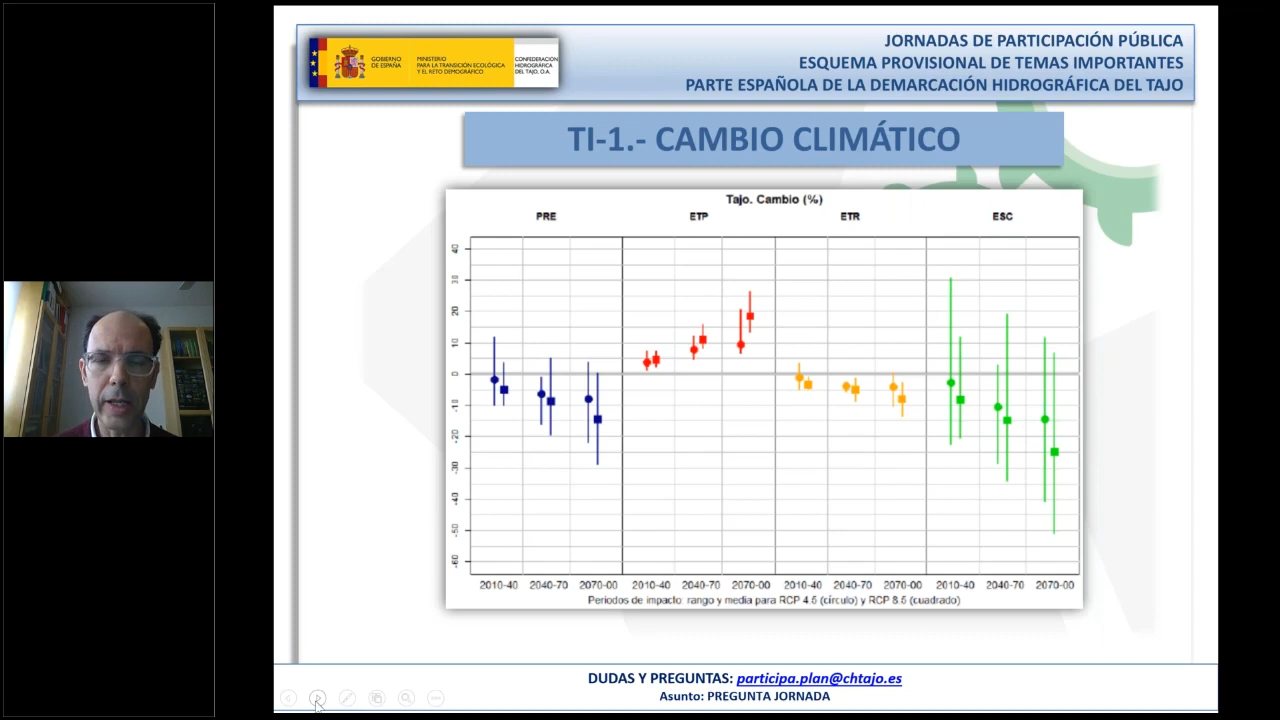 GOBIERNO
DE ESPAÑA
MINISTERIO
PARA LA TRANSICIÓN ECOLÓGICA
Y EL RETO DEMOGRÁFICO
CONFEDERACIÓN
HIDROGRÁFICA
DEL TAJO, O.A.
JORNADAS DE PARTICIPACIÓN PÚBLICA
ESQUEMA PROVISIONAL DE TEMAS IMPORTANTES
PARTE ESPAÑOLA DE LA DEMARCACIÓN HIDROGRÁFICA DEL TAJO
TI-1.- CAMBIO CLIMÁTICO
Tajo. Cambio (%)
PRE ETP ETR ESC
40
30
20
10
0
-10
-20
-30
-40
-50
-60
2010-40 2040-70 2070-00 2010-40 2040-70 2070-00 2010-40 2040-70 2070-00 2010-40 2040-70 2070-00
Periodos de impacto: rango y media para RCP 4.5 (círculo) y RCP 8.5 (cuadrado)
DUDAS Y PREGUNTAS: participa.plan@chtajo.es
Asunto: PREGUNTA JORNADA